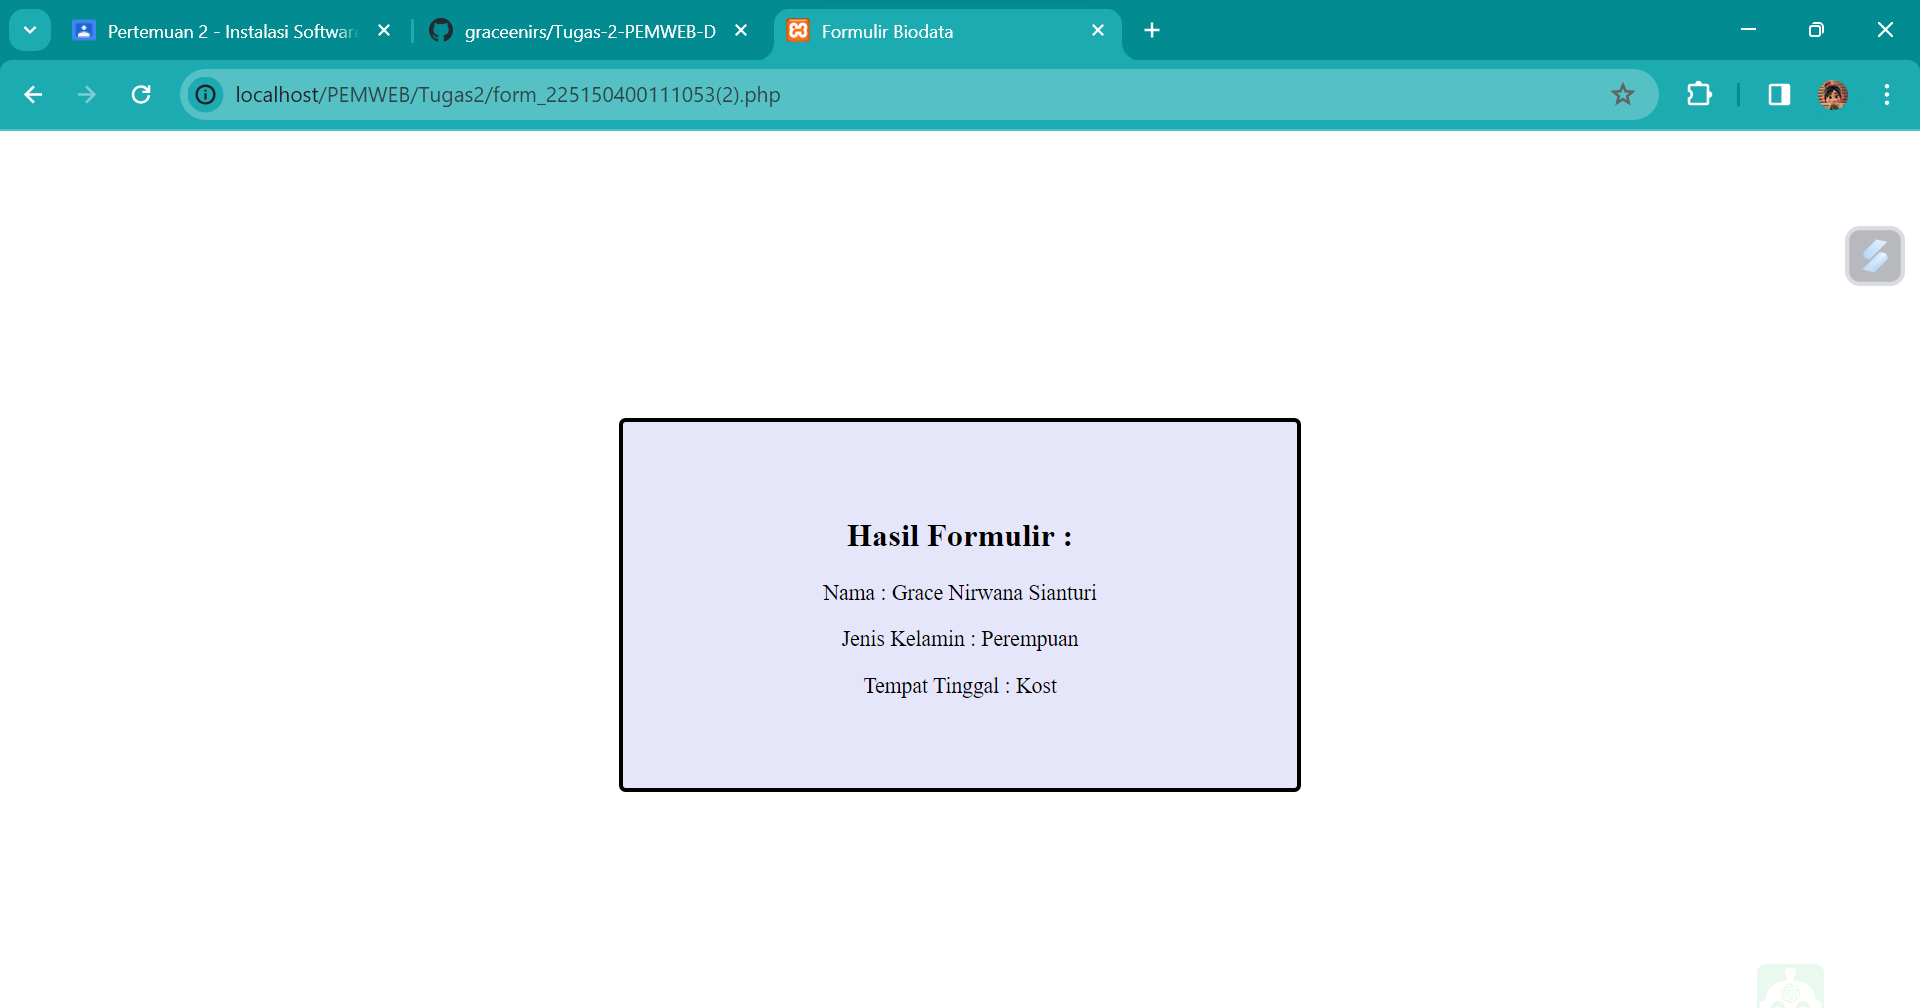 Pertemuan 2 - Instalasi Software
graceenirs/Tugas-2-PEMWEB-D
Formulir Biodata
localhost/PEMWEB/Tugas2/form_225150400111053(2).php
Hasil Formulir :
Nama : Grace Nirwana Sianturi
Jenis Kelamin : Perempuan
Tempat Tinggal : Kost